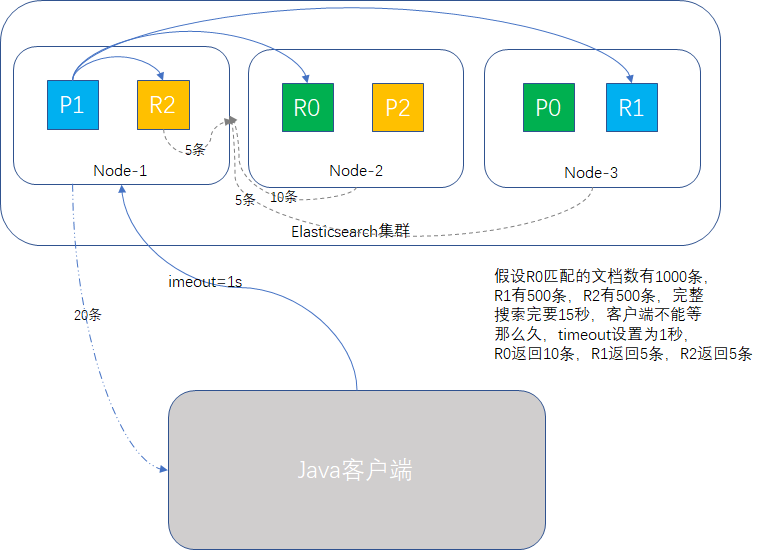 P1
R2
R0
P2
P0
R1
5条
Node-1
Node-2
Node-3
5条
10条
Elasticsearch集群
imeout=1s
20条
假设R0匹配的文档数有1000条，
R1有500条，R2有500条，完整
搜索完要15秒，客户端不能等
那么久，timeout设置为1秒，
R0返回10条，R1返回5条，R2返回5条
Java客户端